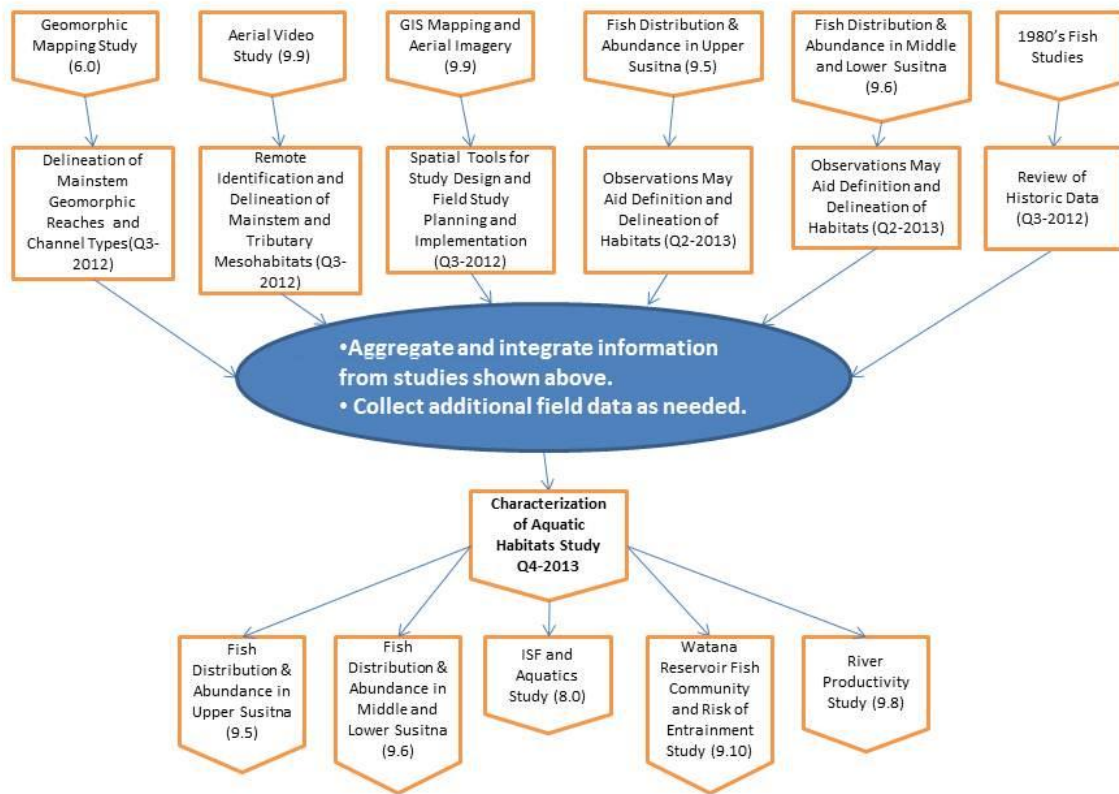 Geomorphic
Mapping Study
(6.0)
Aerial Video
Study (9.9)
GIS Mapping and
Aerial Imagery
(9.9)
Fish Distribution &
Abundance in Upper
Susitna (9.5)
Fish Distribution &
Abundance in Middle
and Lower Susitna
(9.6)
1980’s Fish
Studies
Delineation of
Mainstem
Geomorphic
Reaches and
Channel Types(Q3-
2012)
Remote
Identification and
Delineation of
Mainstem and
Tributary
Mesohabitats (Q3-
2012)
Spatial Tools for
Study Design and
Field Study
Planning and
Implementation
(Q3-2012)
Observations May
Aid Definition and
Delineation of
Habitats (Q2-2013)
Observations May
Aid Definition and
Delineation of
Habitats (Q2-2013)
Review of
Historic Data
(Q3-2012)
•Aggregate and integrate information
from studies shown above.
• Collect additional field data as needed.
Characterization
of Aquatic
Habitats Study
Q4-2013
Fish
Distribution &
Abundance in
Upper Susitna
(9.5)
Fish
Distribution &
Abundance in
Middle and
Lower Susitna
(9.6)
ISF and
Aquatics
Study (8.0)
Watana
Reservoir Fish
Community
and Risk of
Entrainment
Study (9.10)
River
Productivity
Study (9.8)